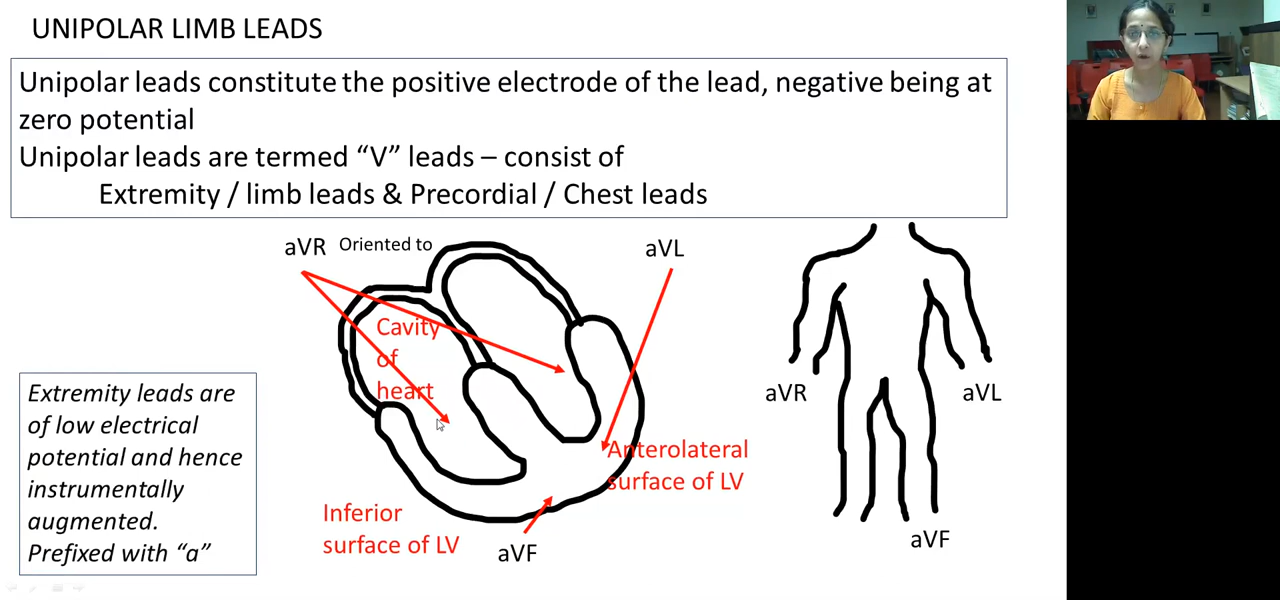 UNIPOLAR LIMB LEADS
Unipolar leads constitute the positive electrode of the lead, negative being at
zero potential
Unipolar leads are termed “V” leads – consist of
Extremity / limb leads & Precordial / Chest leads
aVR Oriented to
aVL
Cavity
of
heart
Extremity leads are
of low electrical
potential and hence
instrumentally
augmented.
Prefixed with “a”
Anterolateral
surface of LV
Inferior
surface of LV
aVF
aVR
aVL
aVF